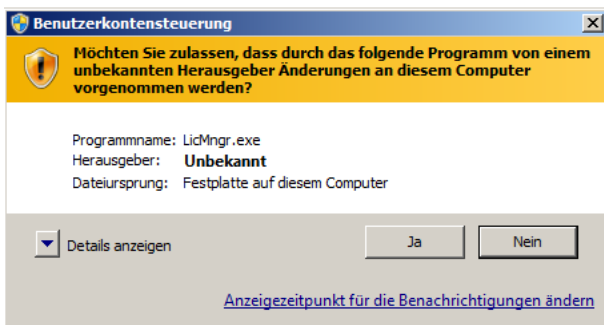 Benutzerkontensteuerung
Möchten Sie zulassen, dass durch das folgende Programm von einem
unbekannten Herausgeber Änderungen an diesem Computer
vorgenommen werden?
Programmname: LicMngr.exe
Herausgeber: Unbekannt
Dateiursprung: Festplatte auf diesem Computer
Details anzeigen
Ja
Nein
Anzeigezeitpunkt für die Benachrichtigungen ändern